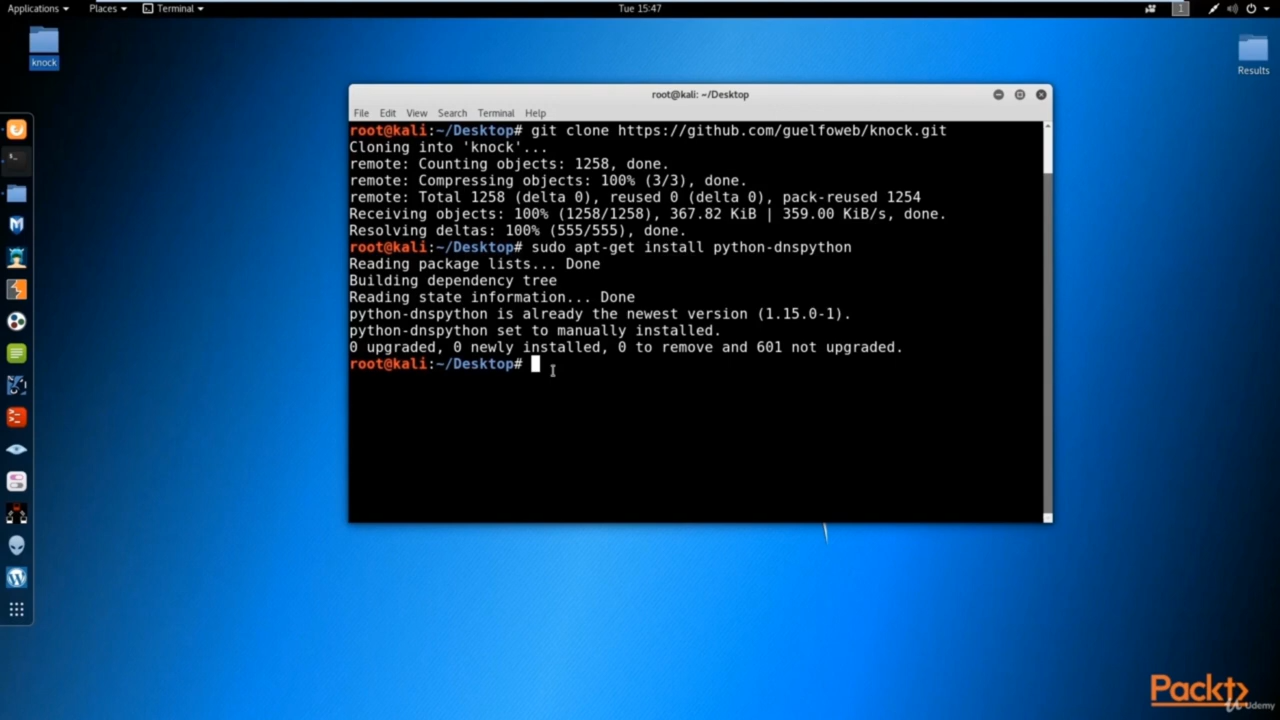 Applications Places Terminal Tue 15:47 1
knock
Results
root@kali: ~/Desktop
File Edit View Search Terminal Help
root@kali:~/Desktop# git clone https://github.com/guelfoweb/knock.git
Cloning into 'knock'...
remote: Counting objects: 1258, done.
remote: Compressing objects: 100% (3/3), done.
remote: Total 1258 (delta 0), reused 0 (delta 0), pack-reused 1254
Receiving objects: 100% (1258/1258), 367.82 KiB | 359.00 KiB/s, done.
Resolving deltas: 100% (555/555), done.
root@kali:~/Desktop# sudo apt-get install python-dnspython
Reading package lists... Done
Building dependency tree
Reading state information... Done
python-dnspython is already the newest version (1.15.0-1).
python-dnspython set to manually installed.
0 upgraded, 0 newly installed, 0 to remove and 601 not upgraded.
root@kali:~/Desktop#
Packt
Udemy